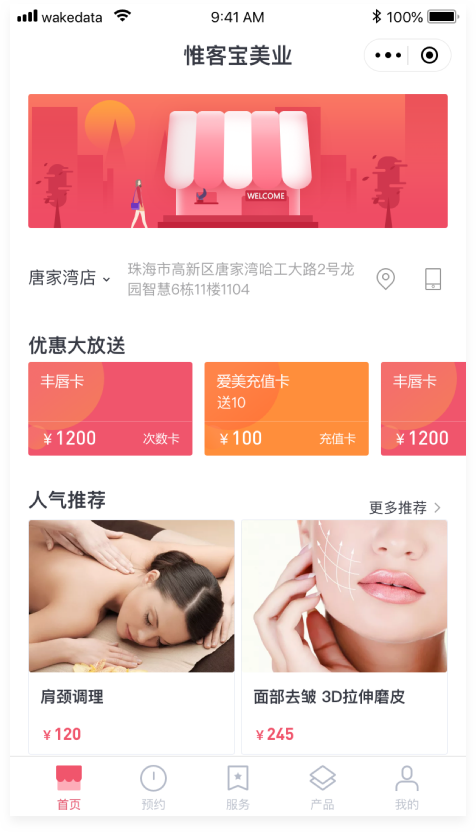 wakedata 9:41 AM 100%
惟客宝美业
WELCOME
唐家湾店
珠海市高新区唐家湾哈工大路2号龙
园智慧6栋11楼1104
优惠大放送
丰唇卡 爱美充值卡 丰唇卡
送10
¥1200 次数卡 ¥100 充值卡 ¥1200
人气推荐 更多推荐
肩颈调理 面部去皱 3D拉伸磨皮
¥120 ¥245
首页 预约 服务 产品 我的